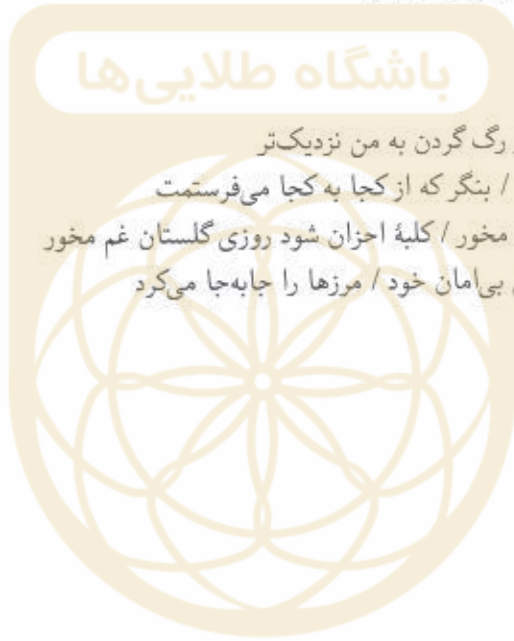 باشگاه طلایی‌ها
رگ گردن به من نزدیک‌تر
/ بنگر که از کجا به کجا می‌فرستمت
مخور / کلبهٔ احزان شود روزی گلستان غم مخور
بی‌امان خود / مرزها را جابه‌جا می‌کرد